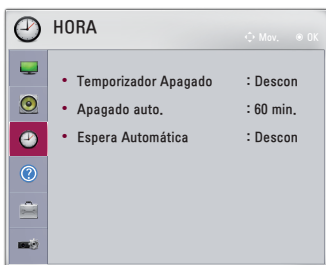 HORA
Mov. OK
• Temporizador Apagado : Descon
• Apagado auto. : 60 min.
• Espera Automática : Descon